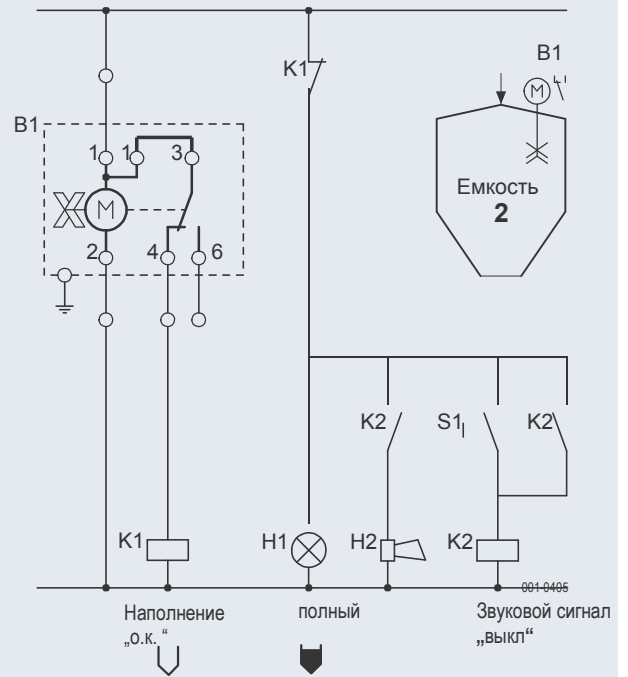 B1
K1
B1
M
1 1 3
M
Емкость
2
2 4 6
K2 S1 K2
K1 H1 H2 K2
001-0405
Наполнение
„о.к. “
полный
Звуковой сигнал
„выкл“